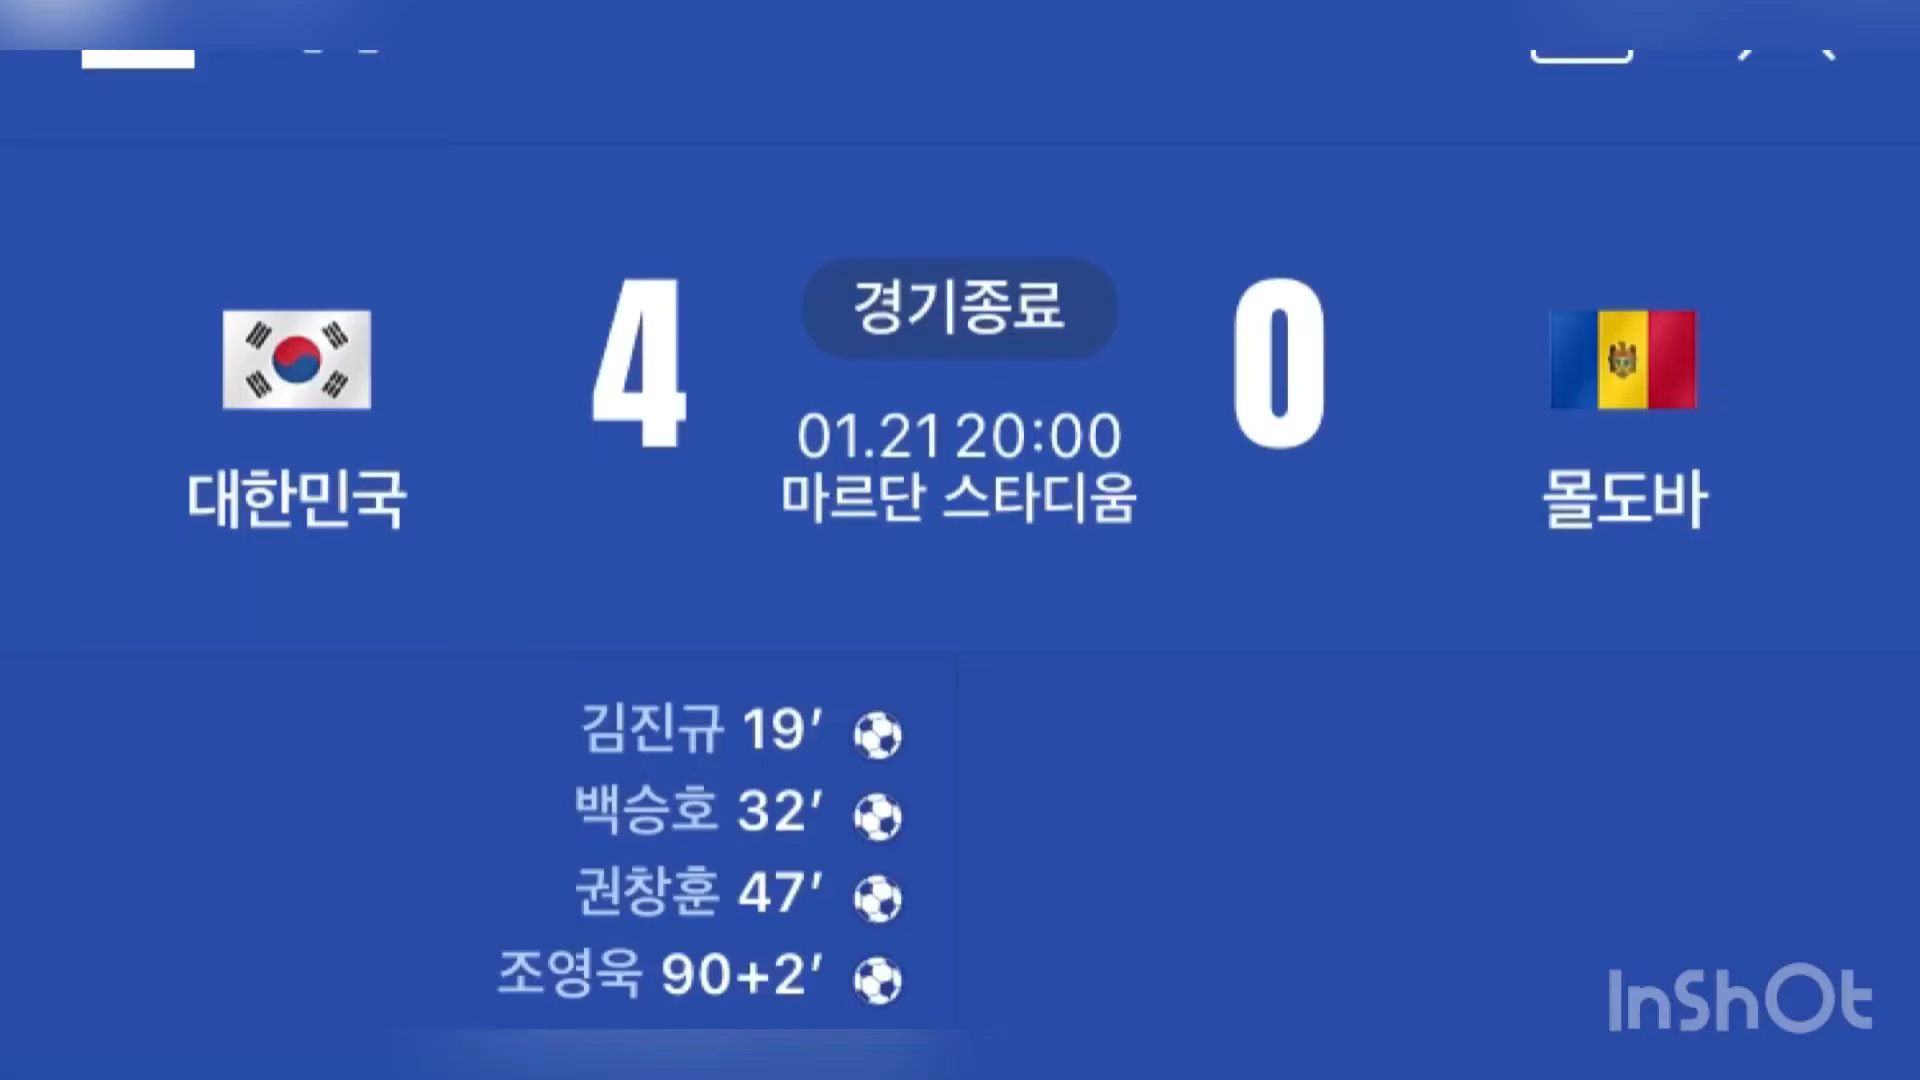 대한민국
4
경기종료
01.21 20:00
마르단 스타디움
0
몰도바
김진규 19′
백승호 32′
권창훈 47′
조영욱 90+2′
InShOt